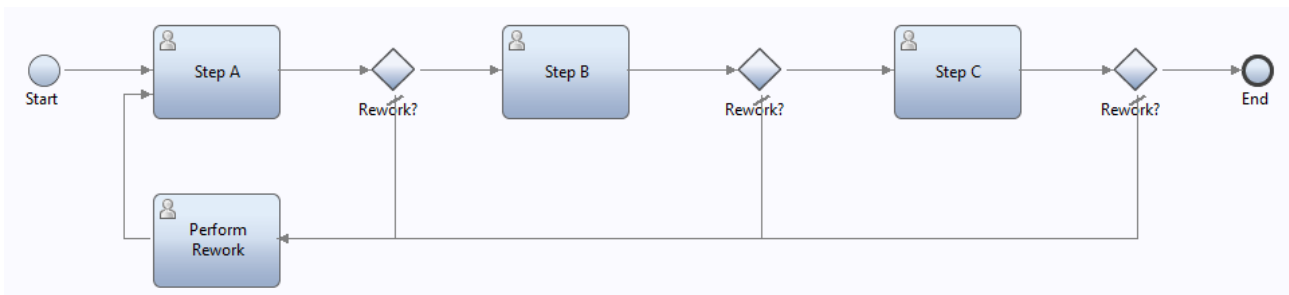 Start
Step A
Rework?
Step B
Rework?
Step C
Rework?
End
Perform
Rework